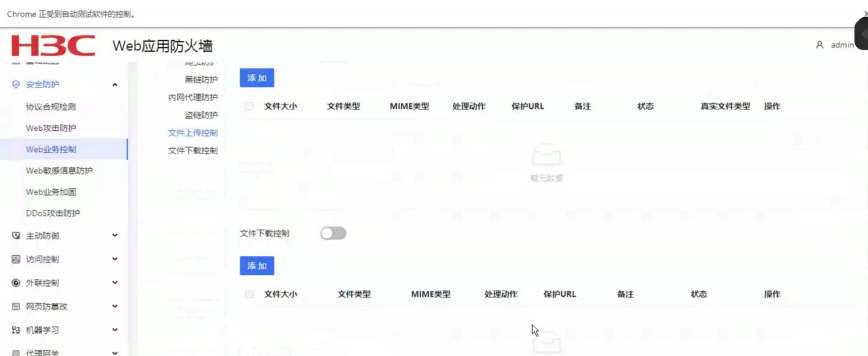 Chrome 正受到自动测试软件的控制。
H3C Web应用防火墙
admin
安全防护
协议合规检测
Web攻击防护
Web业务控制
Web敏感信息防护
Web业务加固
DDoS攻击防护
主动防御
访问控制
外联控制
网页防篡改
机器学习
代理网关
黑链防护
内网代理防护
盗链防护
文件上传控制
文件下载控制
添加
文件大小 文件类型 MIME类型 处理动作 保护URL 备注 状态 真实文件类型 操作
暂无数据
文件下载控制
添加
文件大小 文件类型 MIME类型 处理动作 保护URL 备注 状态 操作